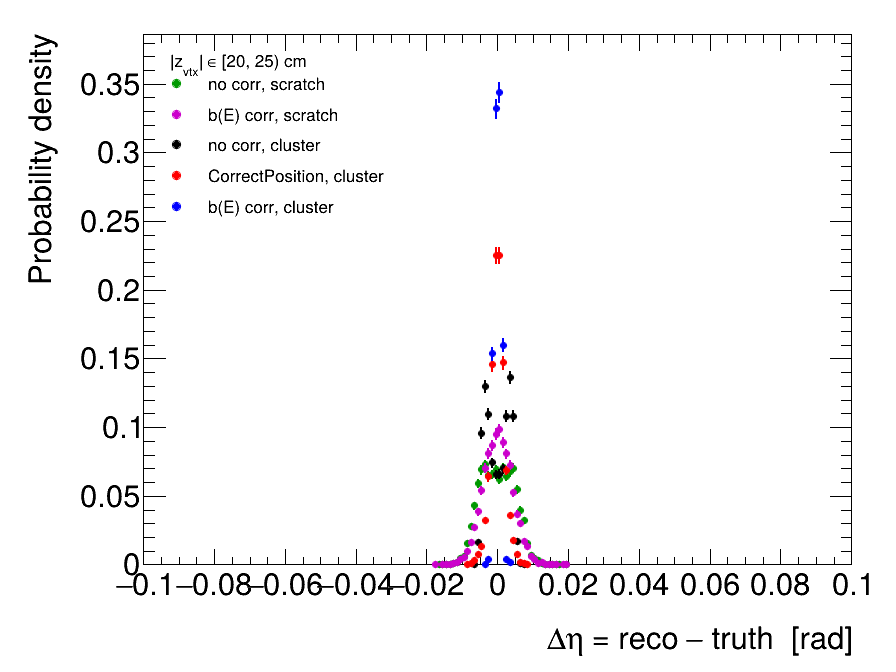 Probability density
|z_vtx| ∈ [20, 25) cm
no corr, scratch
b(E) corr, scratch
no corr, cluster
CorrectPosition, cluster
b(E) corr, cluster
0.35
0.3
0.25
0.2
0.15
0.1
0.05
0
−0.1 −0.08 −0.06 −0.04 −0.02 0 0.02 0.04 0.06 0.08 0.1
Δη = reco − truth [rad]